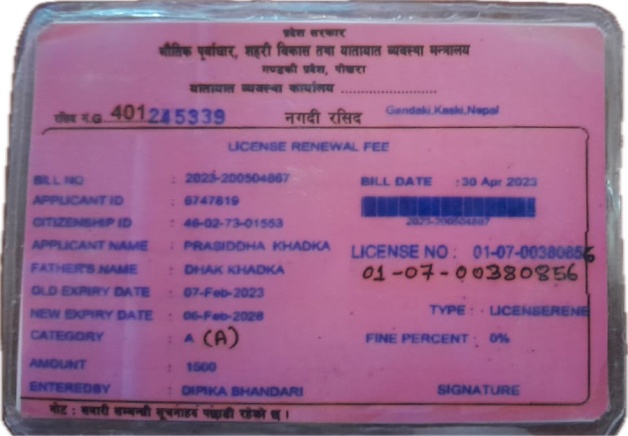 प्रदेश सरकार
भौतिक पूर्वाधार, शहरी विकास तथा यातायात व्यवस्था मन्त्रालय
गण्डकी प्रदेश, पोखरा
यातायात व्यवस्था कार्यालय ........................
रसिद नं.G 401245339 नगदी रसिद Gandaki,Kaski,Nepal
LICENSE RENEWAL FEE
BILL NO : 2023-200504867 BILL DATE : 30 Apr 2023
APPLICANT ID : 6747819
CITIZENSHIP ID : 46-02-73-01553 2023-200504867
APPLICANT NAME : PRASIDDHA KHADKA LICENSE NO : 01-07-00380856
FATHER'S NAME : DHAK KHADKA 01-07-00380856
OLD EXPIRY DATE : 07-Feb-2023
NEW EXPIRY DATE : 06-Feb-2028 TYPE : LICENSERENE
CATEGORY : A (A) FINE PERCENT : 0%
AMOUNT : 1500
ENTEREDBY : DIPIKA BHANDARI SIGNATURE
नोट : सवारी सम्बन्धी सूचनाहरु पछाडी रहेको छ ।